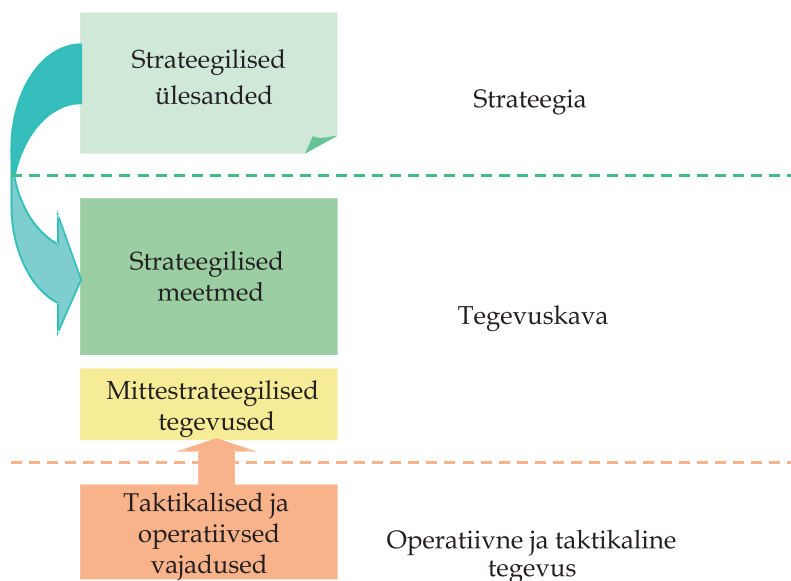 Strateegilised
ülesanded
Strateegia
Strateegilised
meetmed
Tegevuskava
Mittestrateegilised
tegevused
Taktikalised ja
operatiivsed
vajadused
Operatiivne ja taktikaline
tegevus